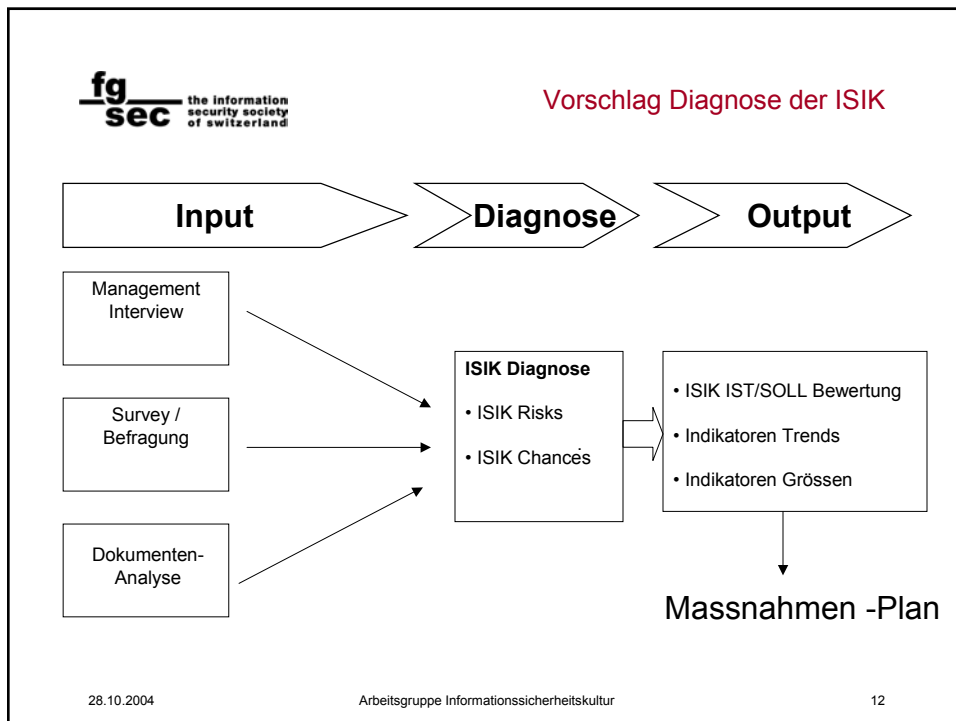 fg
sec
the information
security society
of switzerland
Vorschlag Diagnose der ISIK
Input
Diagnose
Output
Management
Interview
Survey /
Befragung
Dokumenten-
Analyse
ISIK Diagnose
• ISIK Risks
• ISIK Chances
• ISIK IST/SOLL Bewertung
• Indikatoren Trends
• Indikatoren Grössen
Massnahmen -Plan
28.10.2004
Arbeitsgruppe Informationssicherheitskultur
12